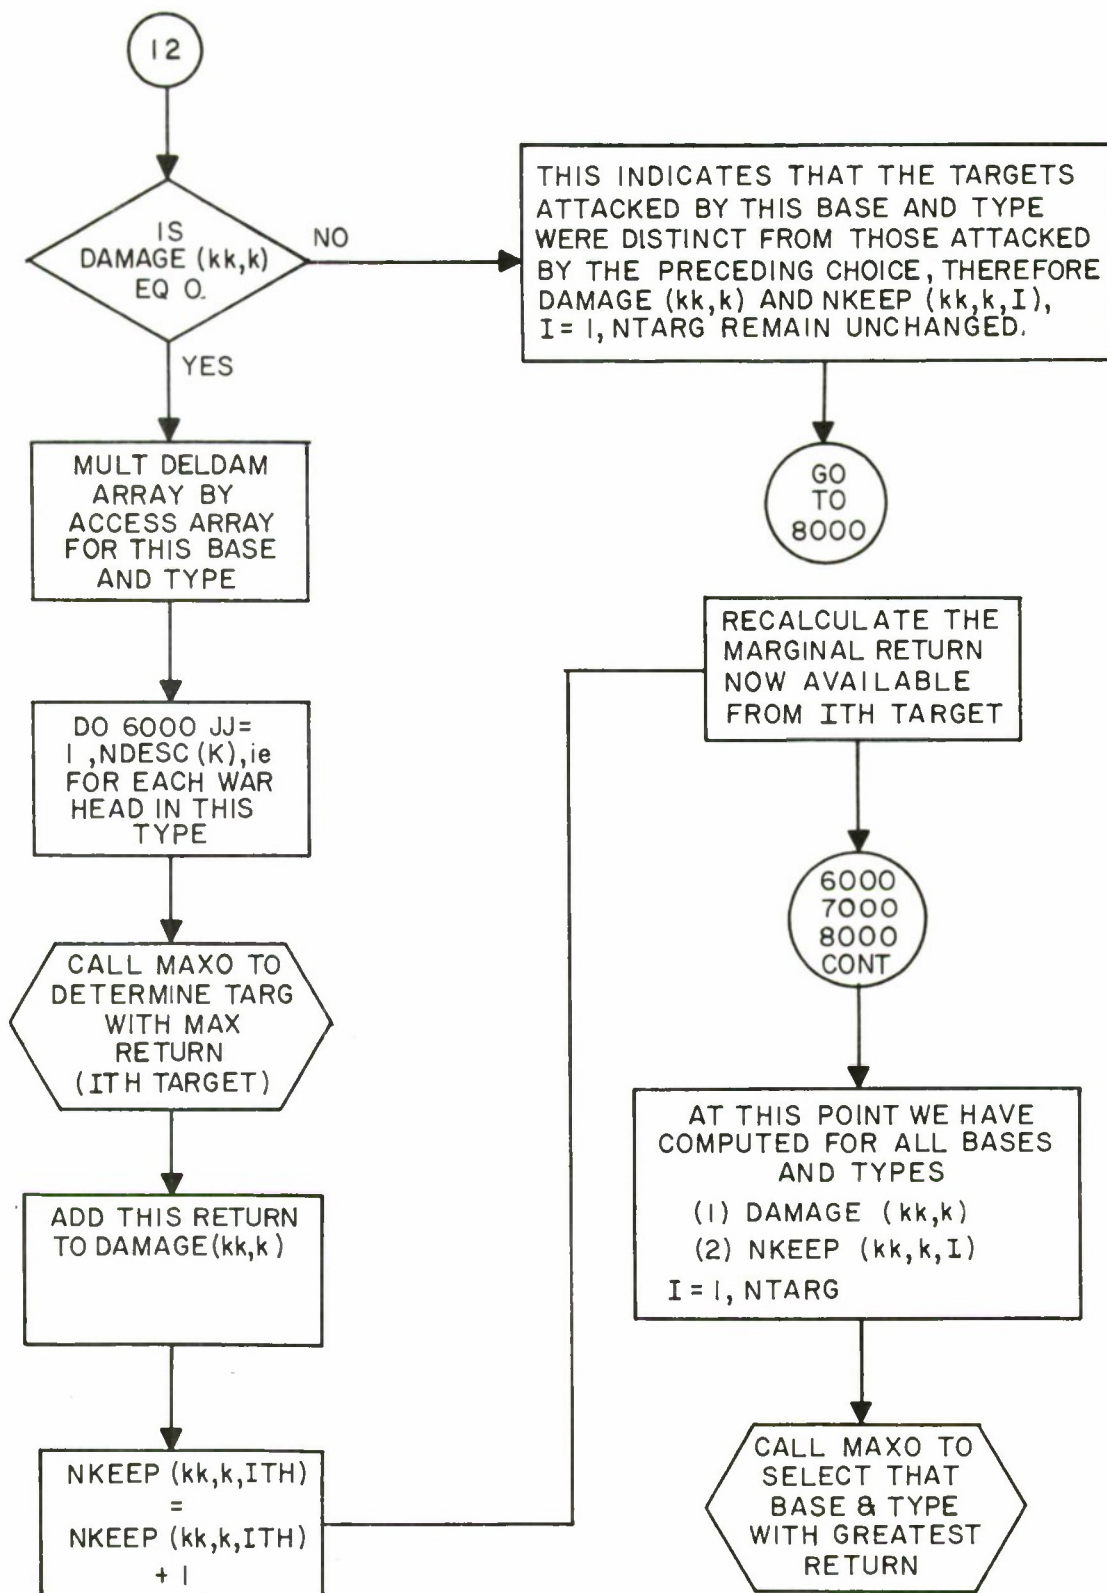 12
IS
DAMAGE (kk,k)
EQ 0.
NO
YES
THIS INDICATES THAT THE TARGETS
ATTACKED BY THIS BASE AND TYPE
WERE DISTINCT FROM THOSE ATTACKED
BY THE PRECEDING CHOICE, THEREFORE
DAMAGE (kk,k) AND NKEEP (kk,k,I),
I = 1, NTARG REMAIN UNCHANGED.
GO
TO
8000
MULT DELDAM
ARRAY BY
ACCESS ARRAY
FOR THIS BASE
AND TYPE
DO 6000 JJ=
1 ,NDESC (K),ie
FOR EACH WAR
HEAD IN THIS
TYPE
CALL MAXO TO
DETERMINE TARG
WITH MAX
RETURN
(ITH TARGET)
ADD THIS RETURN
TO DAMAGE(kk,k)
NKEEP (kk,k,ITH)
=
NKEEP (kk,k,ITH)
+ 1
RECALCULATE THE
MARGINAL RETURN
NOW AVAILABLE
FROM ITH TARGET
6000
7000
8000
CONT
AT THIS POINT WE HAVE
COMPUTED FOR ALL BASES
AND TYPES
(1) DAMAGE (kk,k)
(2) NKEEP (kk,k,I)
I = 1, NTARG
CALL MAXO TO
SELECT THAT
BASE & TYPE
WITH GREATEST
RETURN